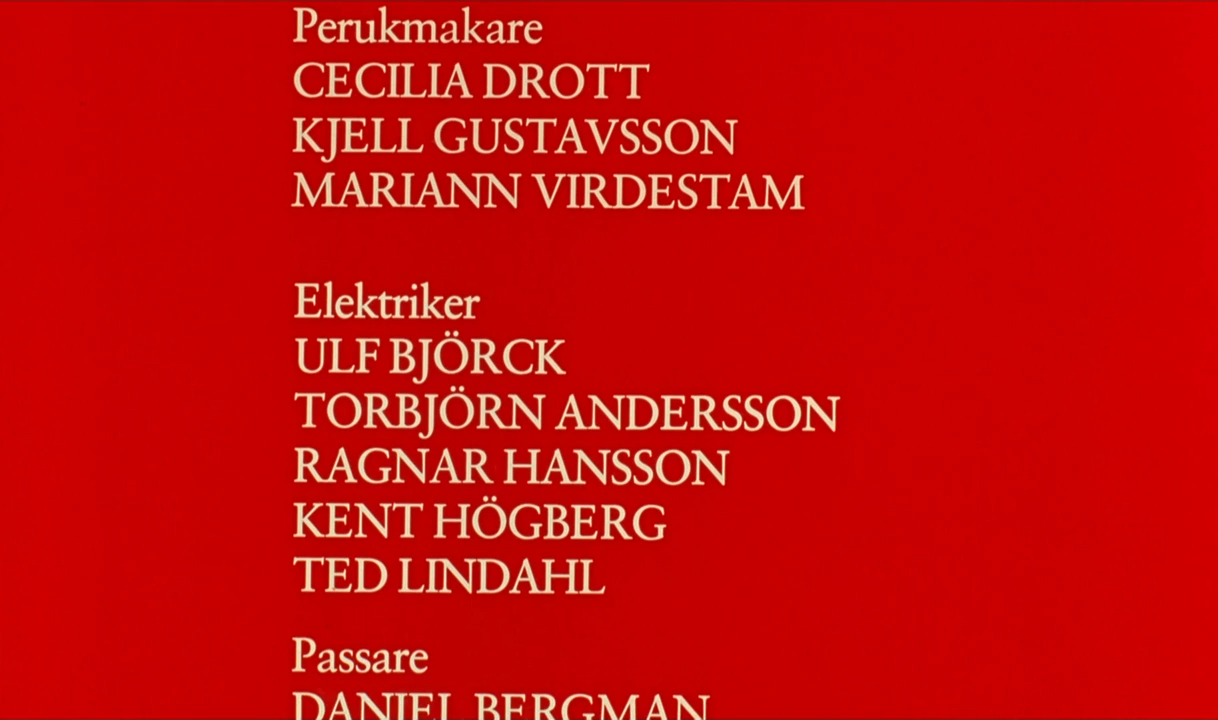 Perukmakare
CECILIA DROTT
KJELL GUSTAVSSON
MARIANN VIRDESTAM
Elektriker
ULF BJÖRCK
TORBJÖRN ANDERSSON
RAGNAR HANSSON
KENT HÖGBERG
TED LINDAHL
Passare
DANIEL BERGMAN